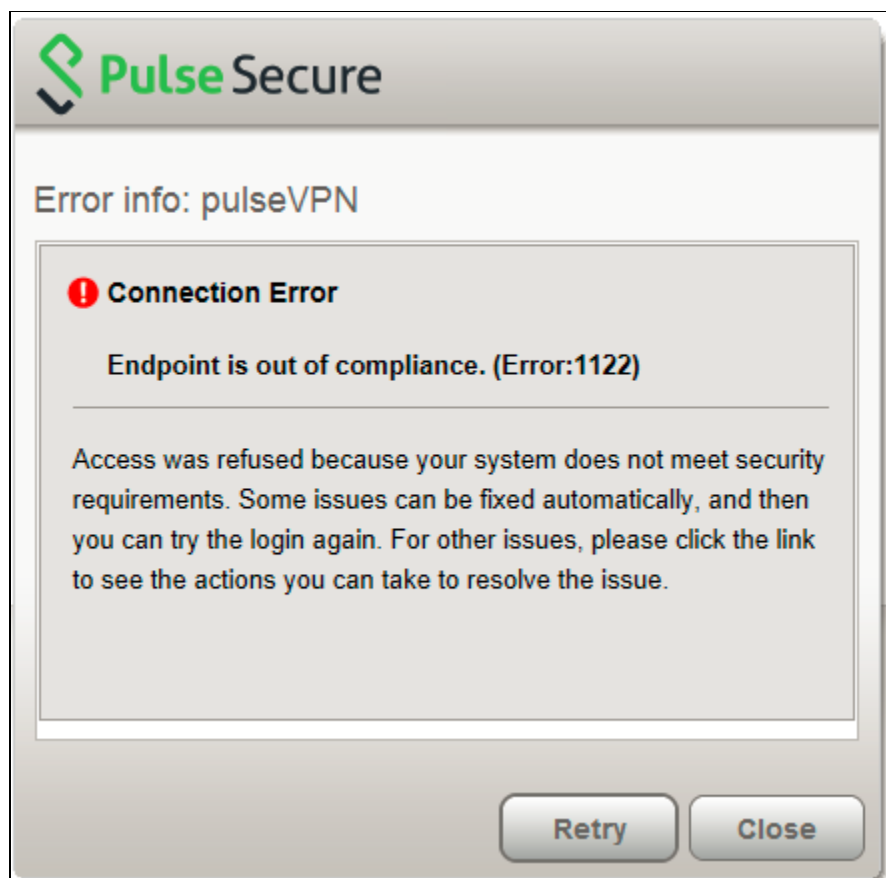 Pulse Secure
Error info: pulseVPN
Connection Error
Endpoint is out of compliance. (Error:1122)
Access was refused because your system does not meet security
requirements. Some issues can be fixed automatically, and then
you can try the login again. For other issues, please click the link
to see the actions you can take to resolve the issue.
Retry Close